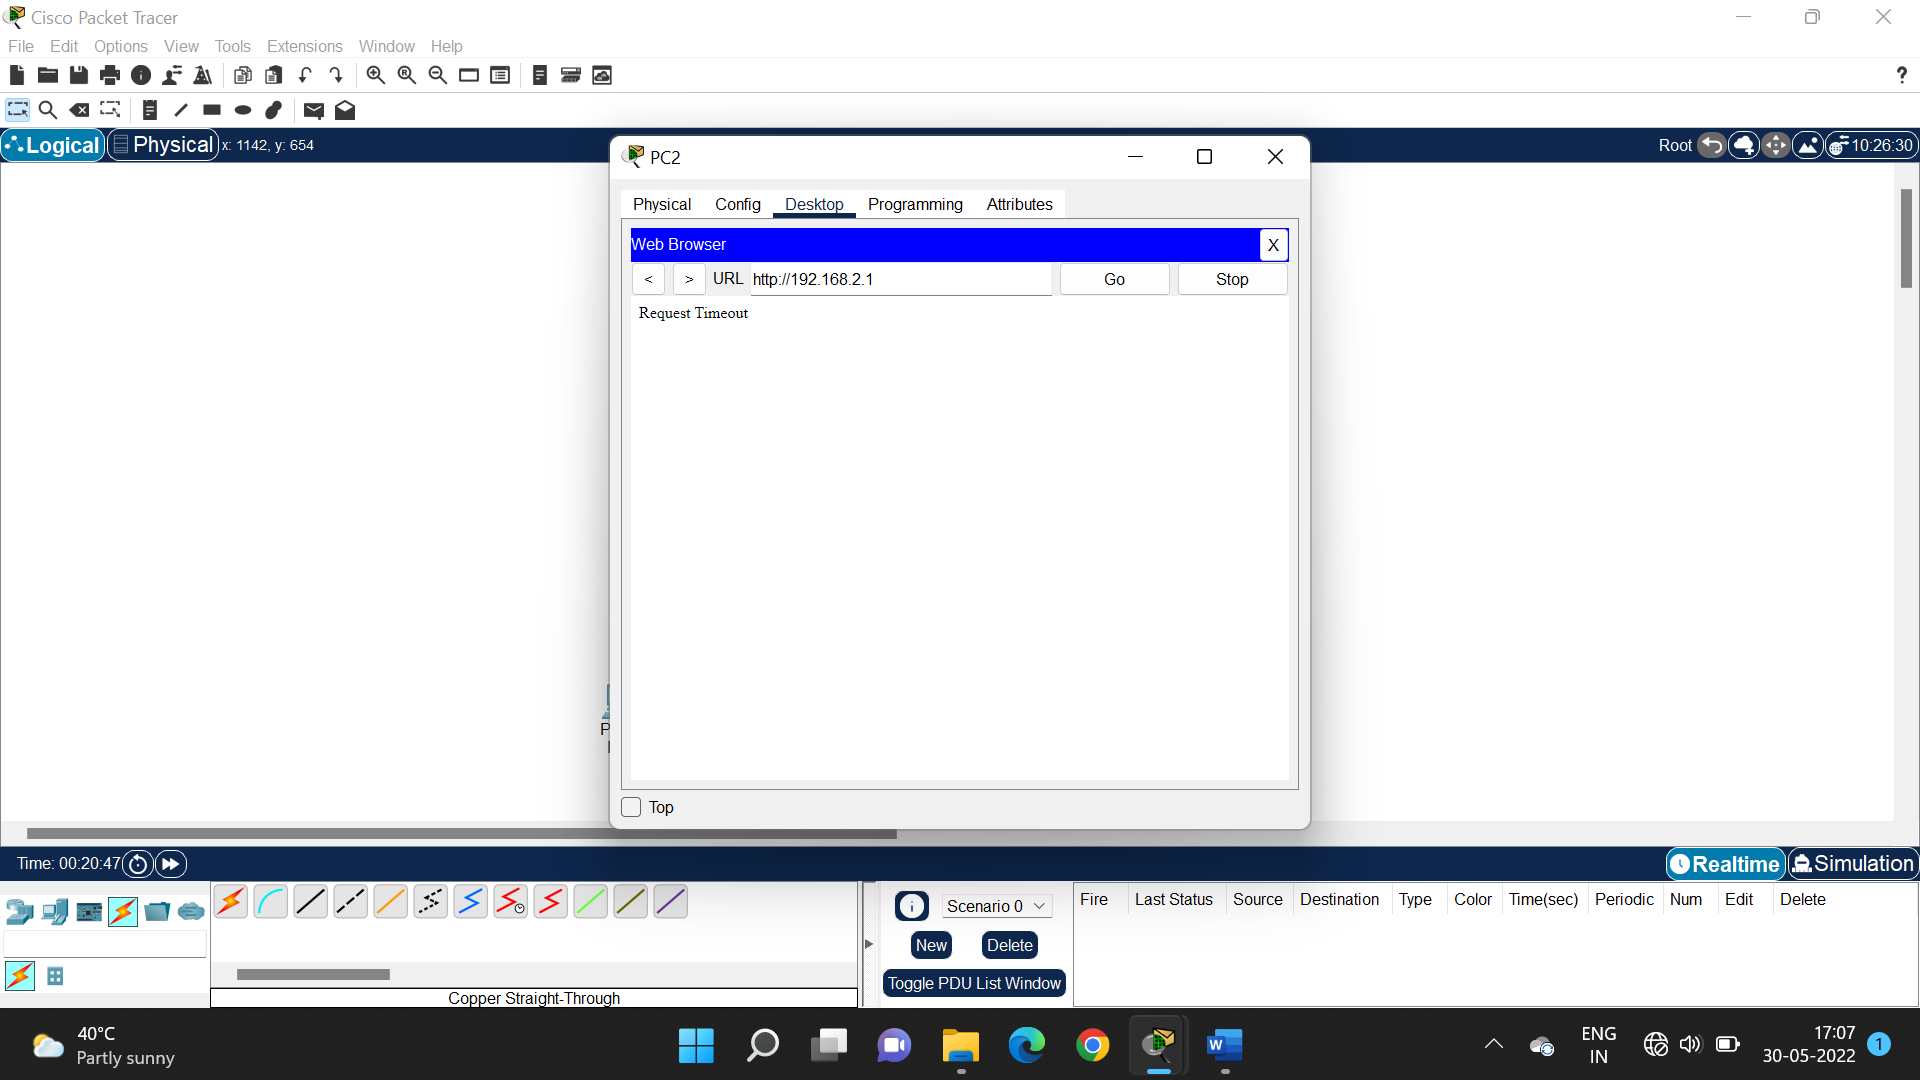 Cisco Packet Tracer
File Edit Options View Tools Extensions Window Help
?
Logical Physical x: 1142, y: 654 Root 10:26:30
PC2
Physical Config Desktop Programming Attributes
Web Browser X
< > URL http://192.168.2.1 Go Stop
Request Timeout
P
Top
Time: 00:20:47 Realtime Simulation
Scenario 0
New Delete
Toggle PDU List Window
Fire Last Status Source Destination Type Color Time(sec) Periodic Num Edit Delete
Copper Straight-Through
40°C
Partly sunny
ENG
IN
17:07
30-05-2022
1